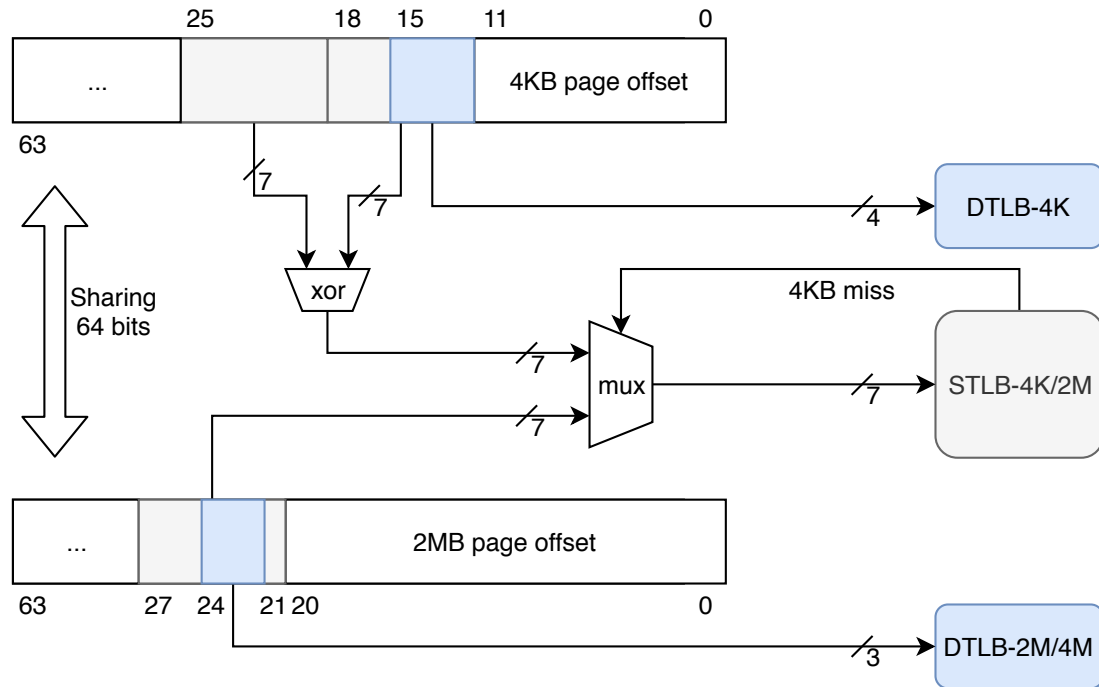 25 18 15 11 0
... 4KB page offset
63
7 7
4 DTLB-4K
Sharing
64 bits
xor
4KB miss
7
mux
7
STLB-4K/2M
7
... 2MB page offset
63 27 24 21 20 0
3 DTLB-2M/4M